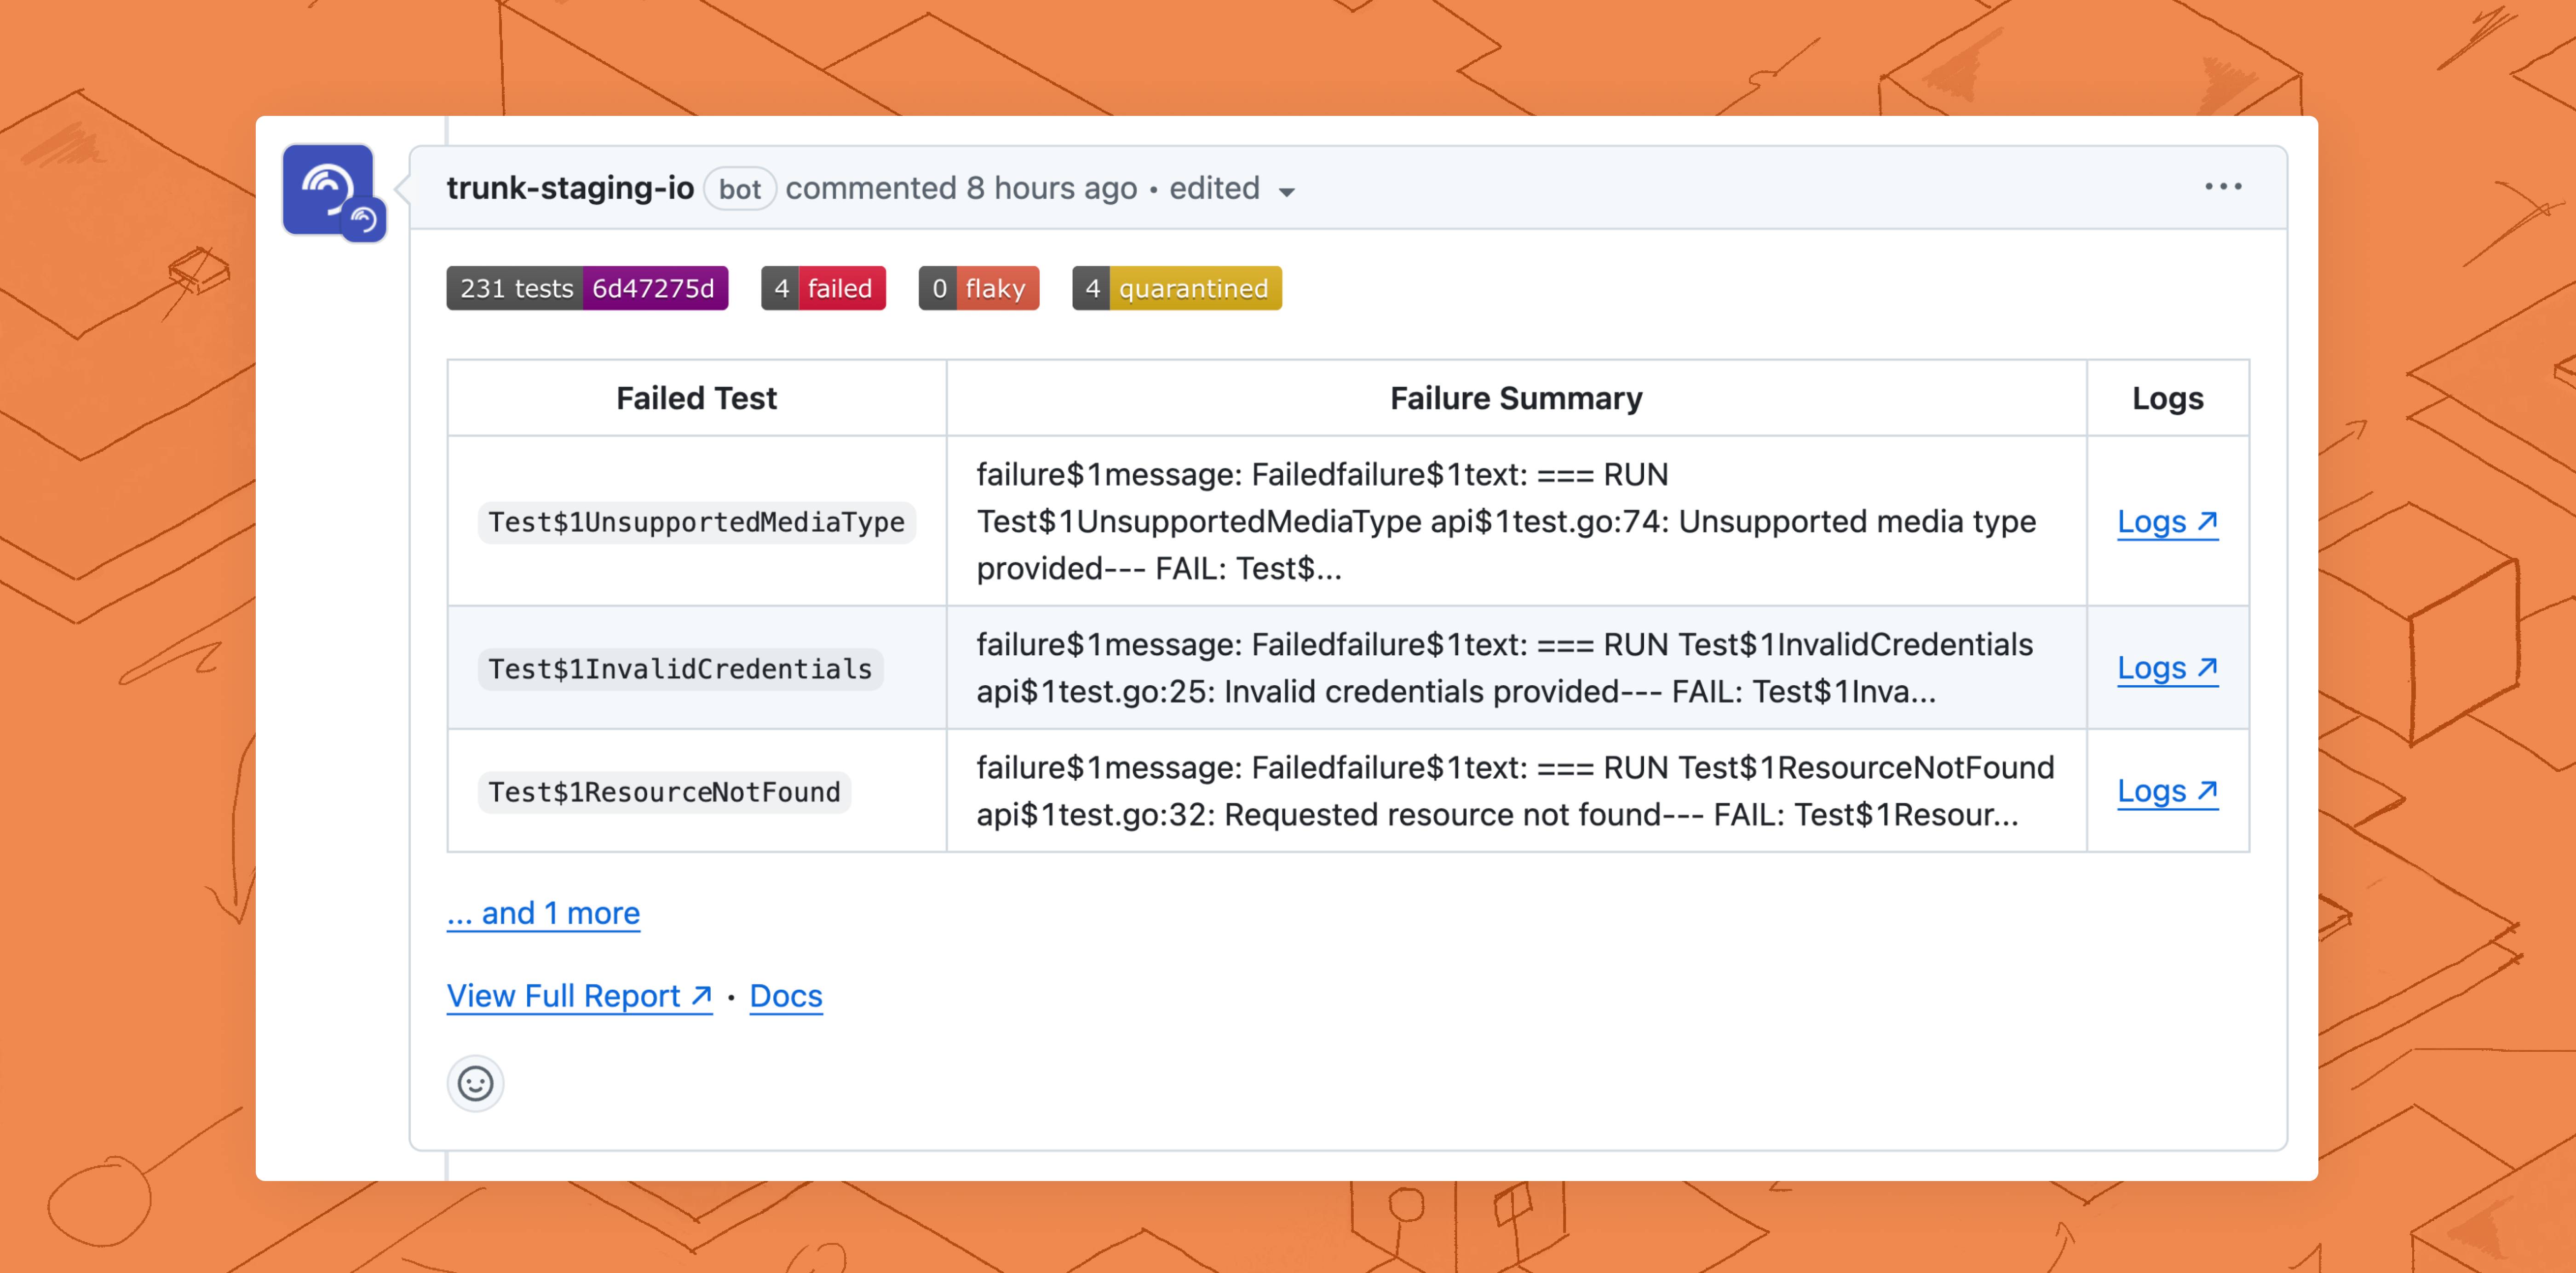 trunk-staging-io bot commented 8 hours ago • edited
231 tests 6d47275d 4 failed 0 flaky 4 quarantined
Failed Test Failure Summary Logs
Test$1UnsupportedMediaType
failure$1message: Failedfailure$1text: === RUN
Test$1UnsupportedMediaType api$1test.go:74: Unsupported media type
provided--- FAIL: Test$...
Logs ↗
Test$1InvalidCredentials
failure$1message: Failedfailure$1text: === RUN Test$1InvalidCredentials
api$1test.go:25: Invalid credentials provided--- FAIL: Test$1Inva...
Logs ↗
Test$1ResourceNotFound
failure$1message: Failedfailure$1text: === RUN Test$1ResourceNotFound
api$1test.go:32: Requested resource not found--- FAIL: Test$1Resour...
Logs ↗
... and 1 more
View Full Report ↗ • Docs